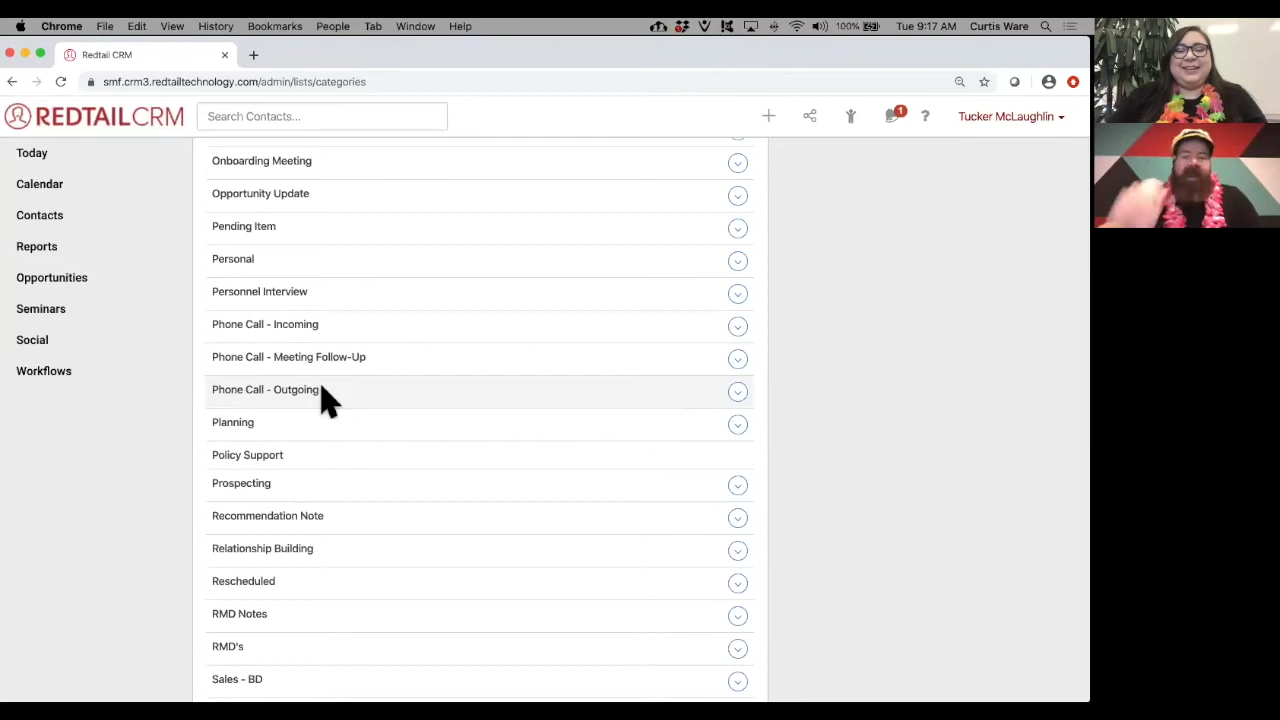 Chrome File Edit View History Bookmarks People Tab Window Help 100% Tue 9:17 AM Curtis Ware
Redtail CRM
smf.crm3.redtailtechnology.com/admin/lists/categories
REDTAILCRM Search Contacts... 1 ? Tucker McLaughlin
Today
Calendar
Contacts
Reports
Opportunities
Seminars
Social
Workflows
Onboarding Meeting
Opportunity Update
Pending Item
Personal
Personnel Interview
Phone Call - Incoming
Phone Call - Meeting Follow-Up
Phone Call - Outgoing
Planning
Policy Support
Prospecting
Recommendation Note
Relationship Building
Rescheduled
RMD Notes
RMD's
Sales - BD